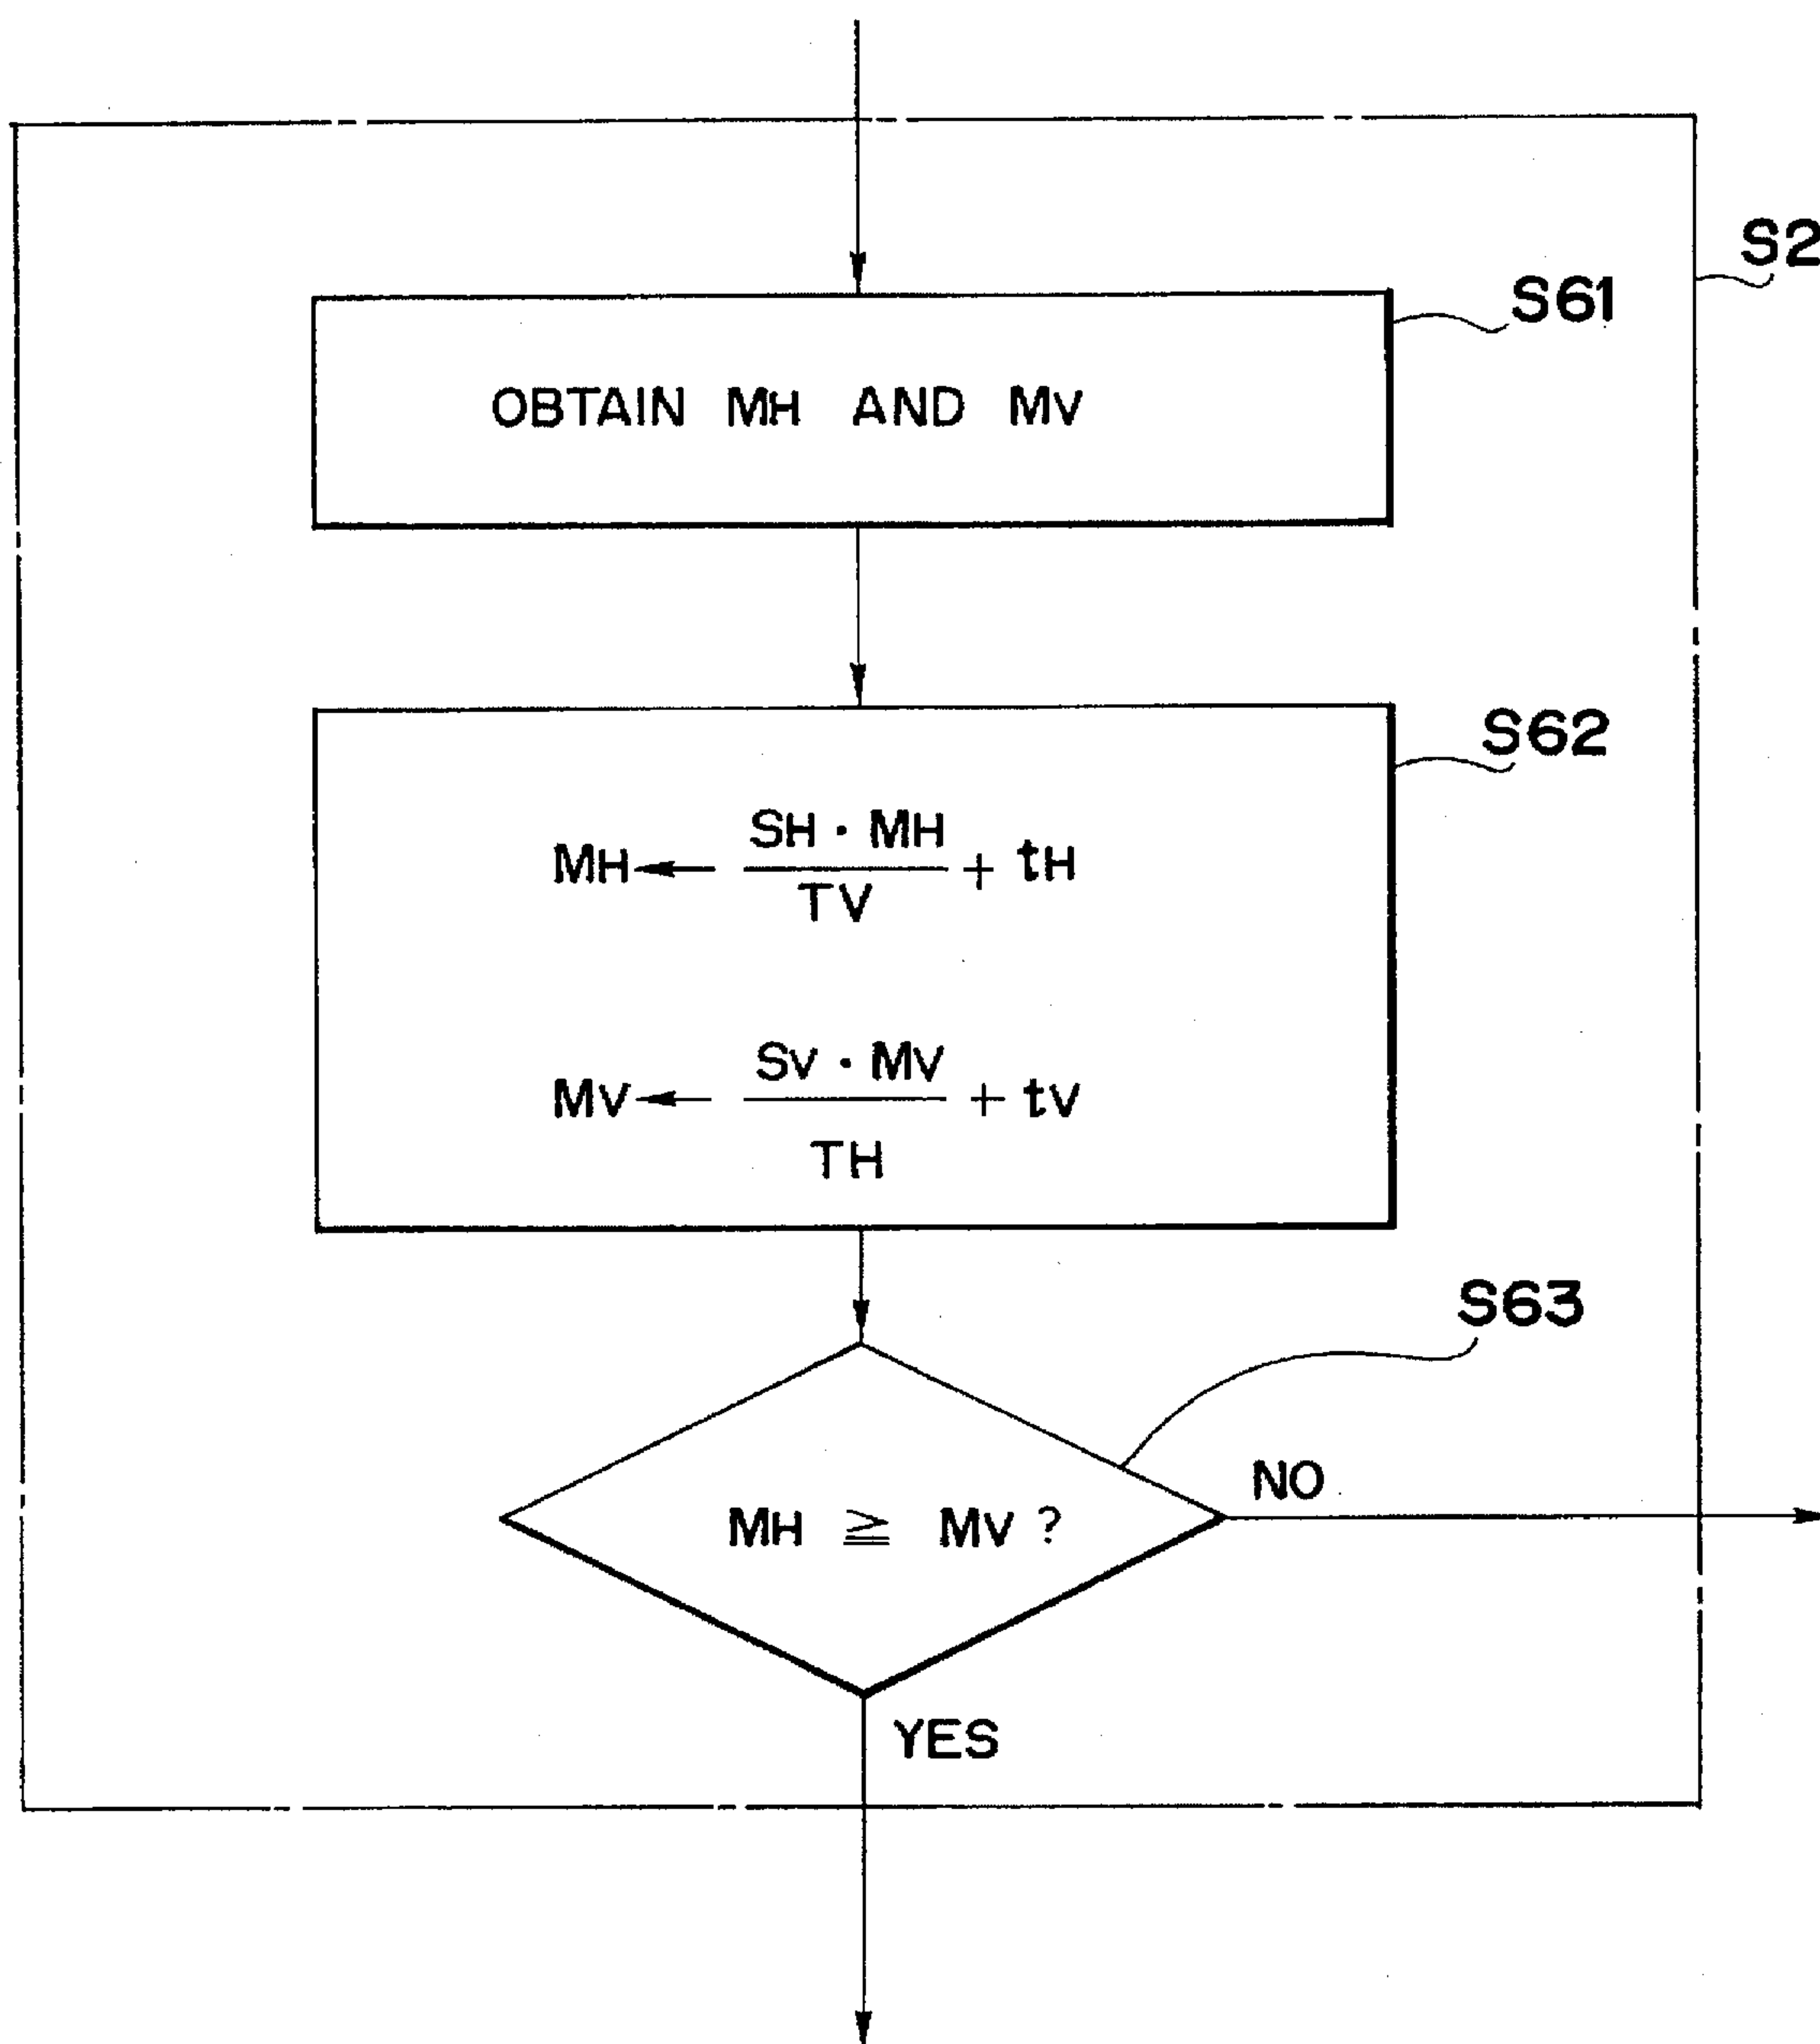 S2
S61
OBTAIN MH AND MV
S62
MH ← SH · MH / TV + tH
MV ← SV · MV / TH + tV
S63
MH ≧ MV ?
NO
YES